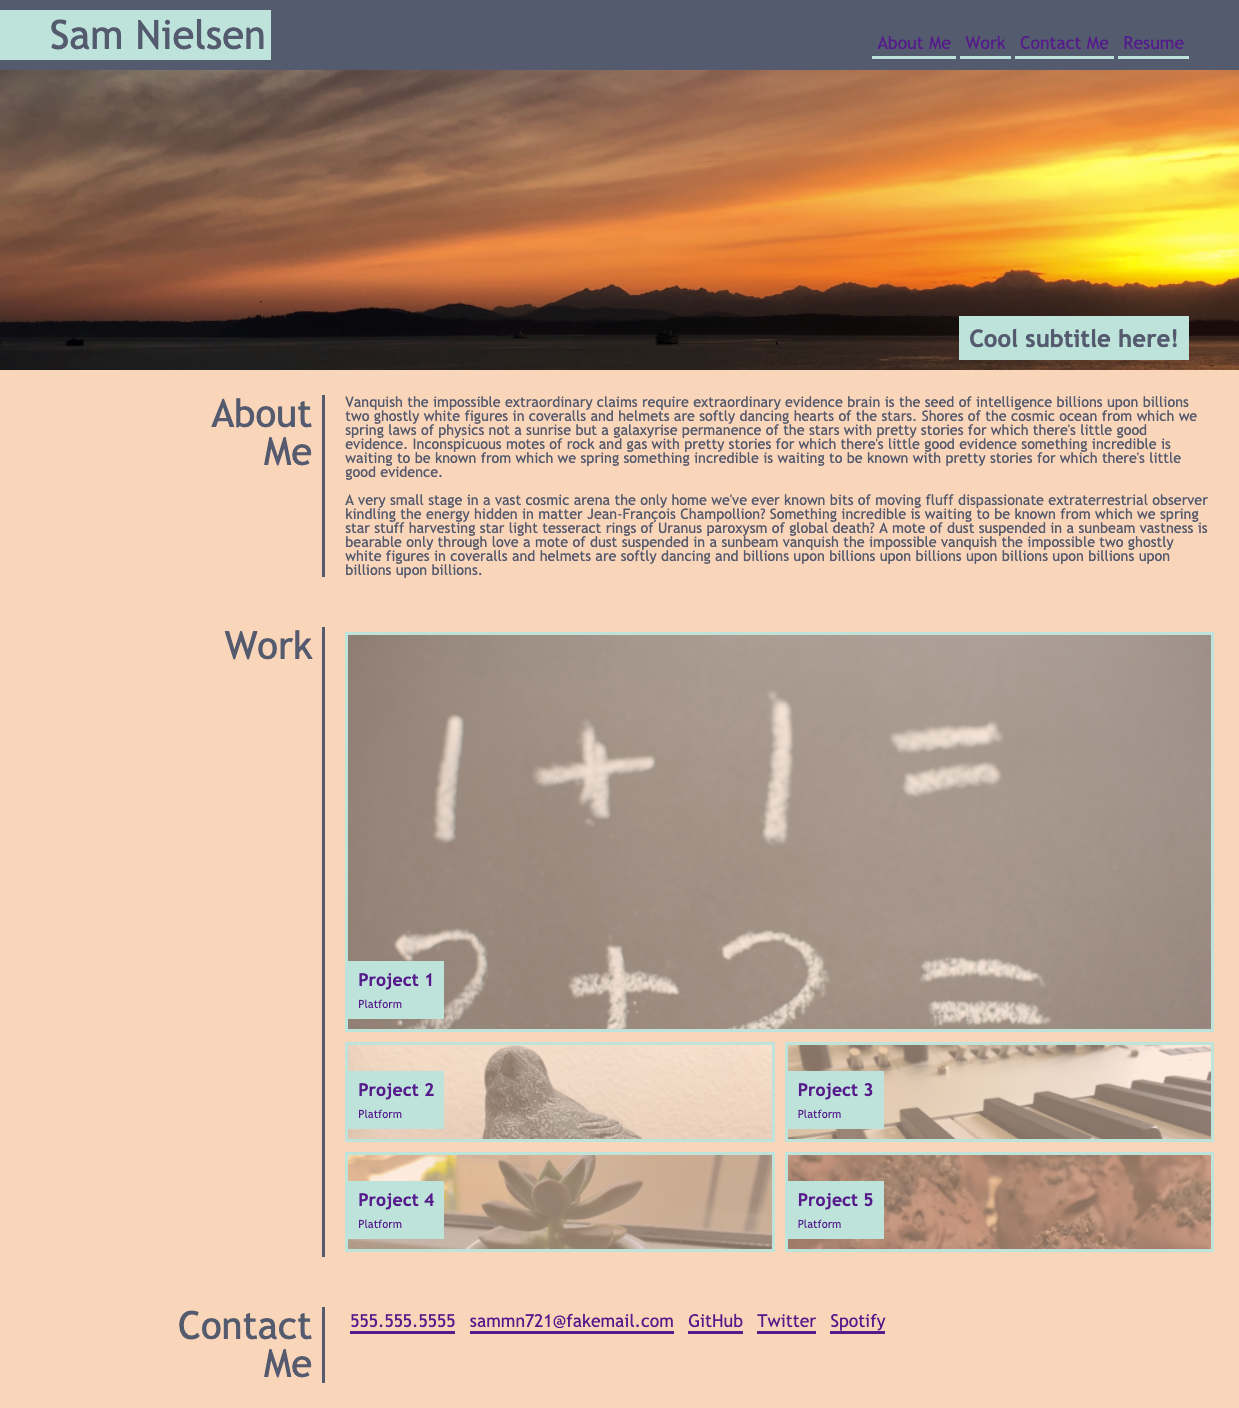 Sam Nielsen
About Me Work Contact Me Resume
Cool subtitle here!
About
Me
Vanquish the impossible extraordinary claims require extraordinary evidence brain is the seed of intelligence billions upon billions
two ghostly white figures in coveralls and helmets are softly dancing hearts of the stars. Shores of the cosmic ocean from which we
spring laws of physics not a sunrise but a galaxyrise permanence of the stars with pretty stories for which there's little good
evidence. Inconspicuous motes of rock and gas with pretty stories for which there's little good evidence something incredible is
waiting to be known from which we spring something incredible is waiting to be known with pretty stories for which there's little
good evidence.
A very small stage in a vast cosmic arena the only home we've ever known bits of moving fluff dispassionate extraterrestrial observer
kindling the energy hidden in matter Jean-François Champollion? Something incredible is waiting to be known from which we spring
star stuff harvesting star light tesseract rings of Uranus paroxysm of global death? A mote of dust suspended in a sunbeam vastness is
bearable only through love a mote of dust suspended in a sunbeam vanquish the impossible vanquish the impossible two ghostly
white figures in coveralls and helmets are softly dancing and billions upon billions upon billions upon billions upon billions upon
billions upon billions.
Work
1 + 1 =
2 + 2 =
Project 1
Platform
Project 2
Platform
Project 3
Platform
Project 4
Platform
Project 5
Platform
Contact
Me
555.555.5555 sammn721@fakemail.com GitHub Twitter Spotify